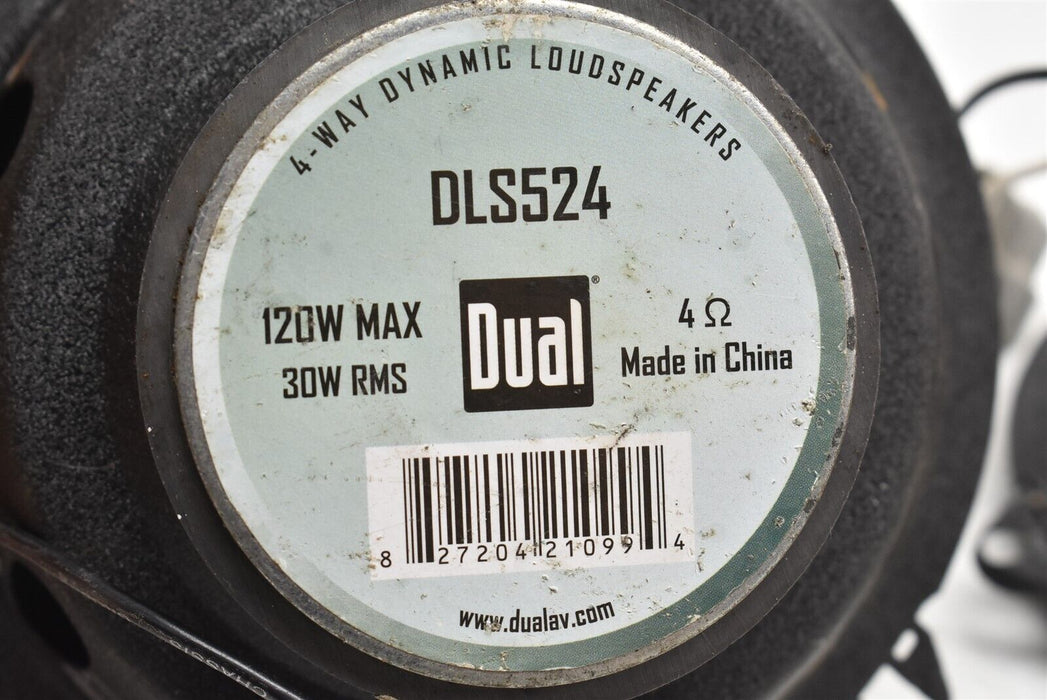 4-WAY DYNAMIC LOUDSPEAKERS
DLS524
120W MAX
30W RMS
Dual®
4 Ω
Made in China
8 27204 21099 4
www.dualav.com